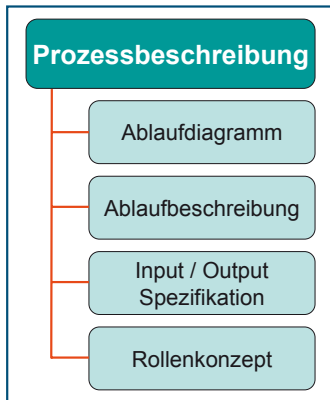 Prozessbeschreibung
Ablaufdiagramm
Ablaufbeschreibung
Input / Output
Spezifikation
Rollenkonzept